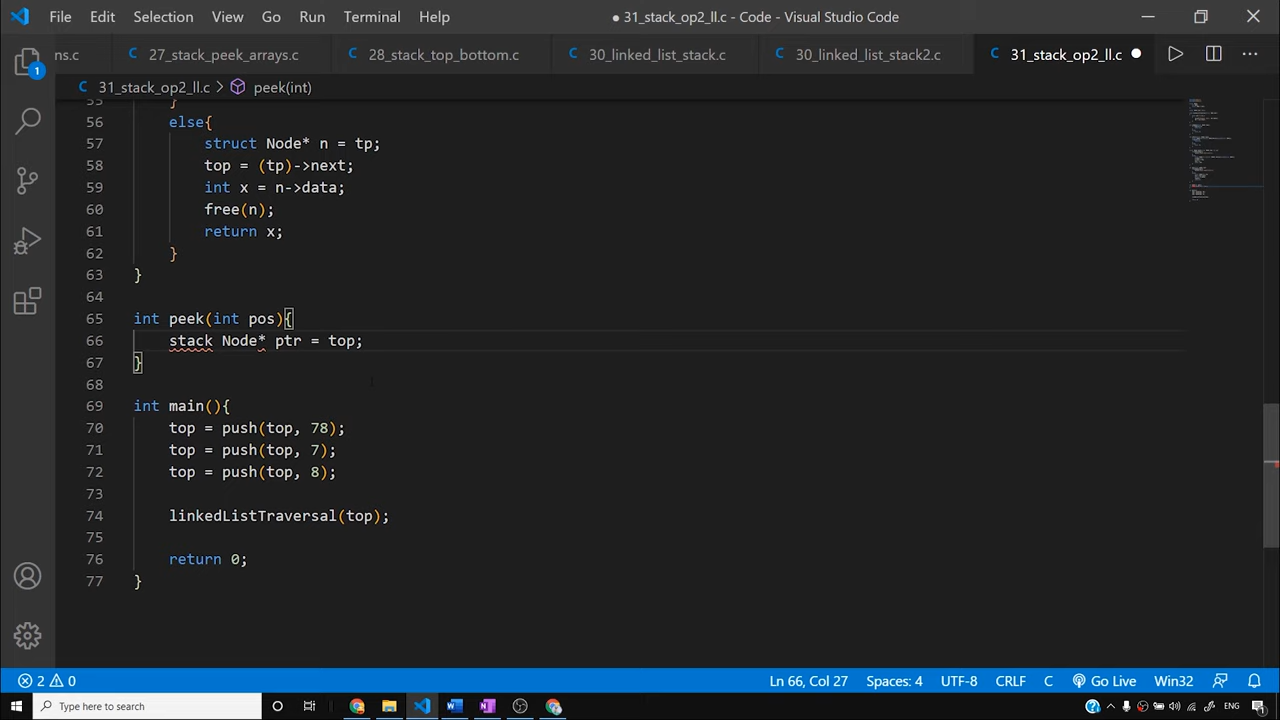 File Edit Selection View Go Run Terminal Help ● 31_stack_op2_ll.c - Code - Visual Studio Code
ns.c C 27_stack_peek_arrays.c C 28_stack_top_bottom.c C 30_linked_list_stack.c C 30_linked_list_stack2.c C 31_stack_op2_ll.c ●
1
C 31_stack_op2_ll.c > peek(int)
55 }
56 else{
57 struct Node* n = tp;
58 top = (tp)->next;
59 int x = n->data;
60 free(n);
61 return x;
62 }
63 }
64
65 int peek(int pos){
66 stack Node* ptr = top;
67 }
68
69 int main(){
70 top = push(top, 78);
71 top = push(top, 7);
72 top = push(top, 8);
73
74 linkedListTraversal(top);
75
76 return 0;
77 }
2 0 Ln 66, Col 27 Spaces: 4 UTF-8 CRLF C Go Live Win32
Type here to search ENG 1